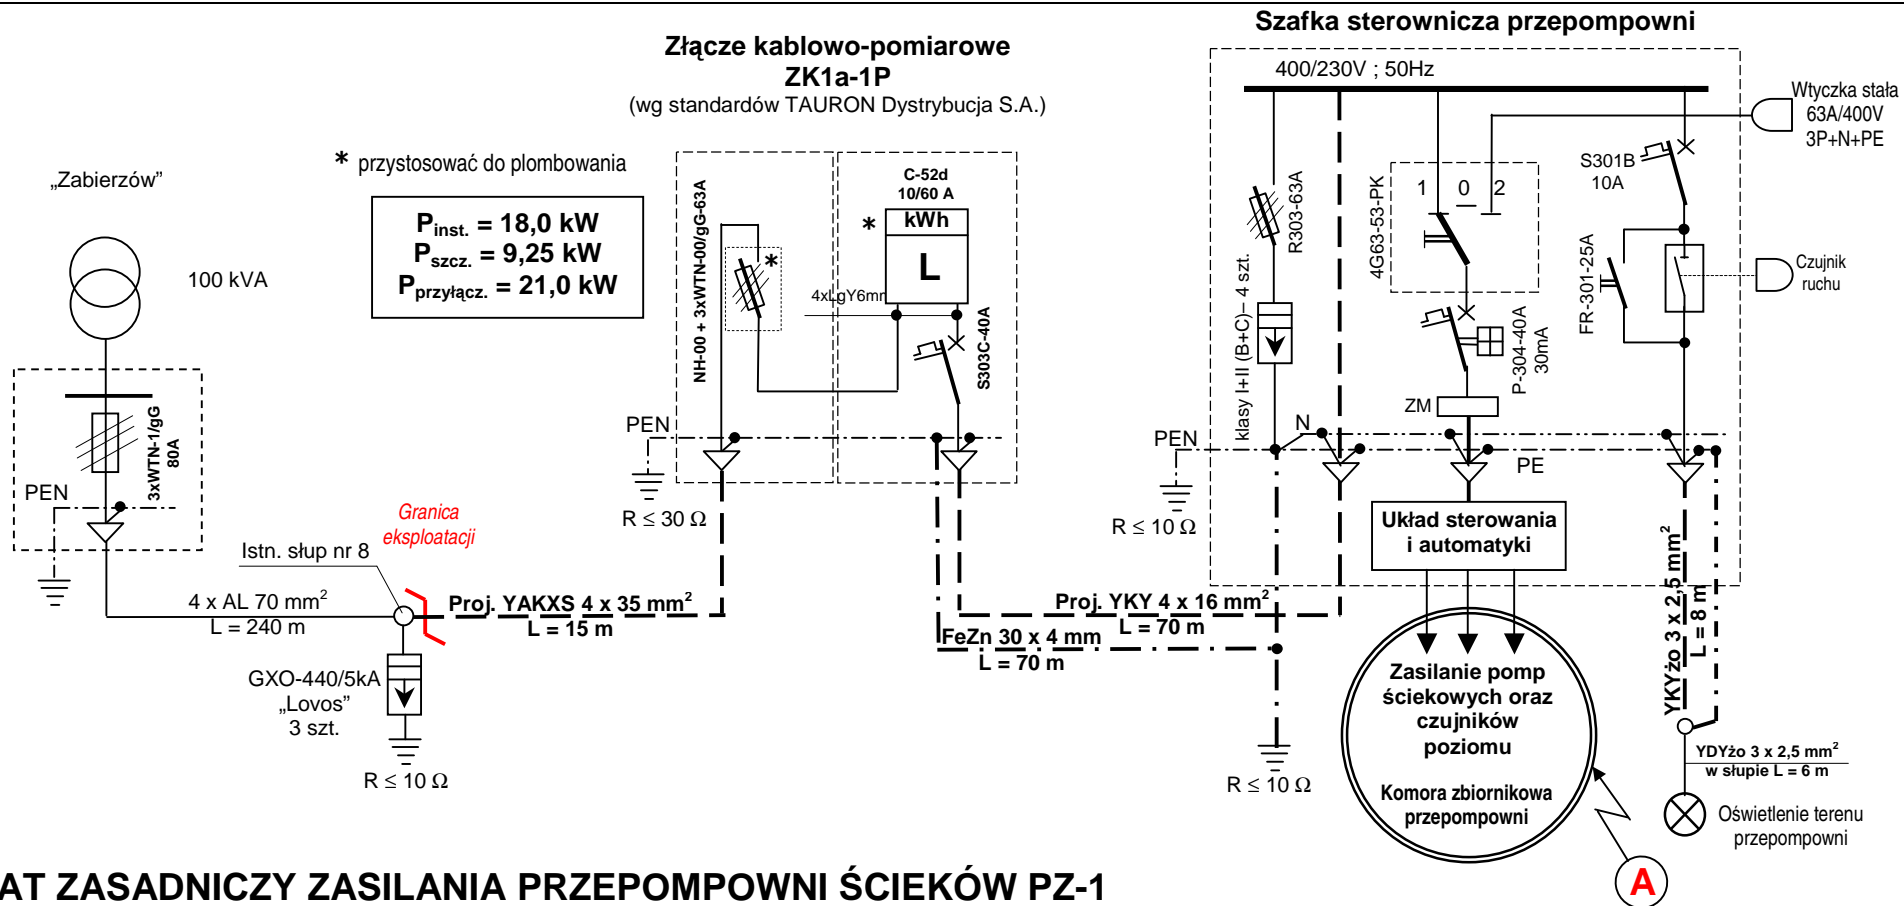 Szafka sterownicza przepompowni
Złącze kablowo-pomiarowe
ZK1a-1P
(wg standardów TAURON Dystrybucja S.A.)
400/230V ; 50Hz
Wtyczka stała
63A/400V
3P+N+PE
* przystosować do plombowania
„Zabierzów”
100 kVA
P inst. = 18,0 kW
P szcz. = 9,25 kW
P przyłącz. = 21,0 kW
NH-00 + 3xWTN-00/gG-63A
*
C-52d
10/60 A
*
kWh
L
4xLgY6mm
S303C-40A
R303-63A
klasy I+II (B+C)– 4 szt.
4G63-53-PK
1 0 2
S301B
10A
FR-301-25A
Czujnik
ruchu
P-304-40A
30mA
ZM
3xWTN-1/gG
80A
PEN
PEN
PEN
N
PE
R ≤ 30 Ω
R ≤ 10 Ω
Granica
eksploatacji
Istn. słup nr 8
4 x AL 70 mm²
L = 240 m
Proj. YAKXS 4 x 35 mm²
L = 15 m
Proj. YKY 4 x 16 mm²
L = 70 m
FeZn 30 x 4 mm
L = 70 m
Układ sterowania
i automatyki
YKYżo 3 x 2,5 mm²
L = 8 m
GXO-440/5kA
„Lovos”
3 szt.
R ≤ 10 Ω
R ≤ 10 Ω
Zasilanie pomp
ściekowych oraz
czujników
poziomu
Komora zbiornikowa
przepompowni
YDYżo 3 x 2,5 mm²
w słupie L = 6 m
Oświetlenie terenu
przepompowni
A
AT ZASADNICZY ZASILANIA PRZEPOMPOWNI ŚCIEKÓW PZ-1